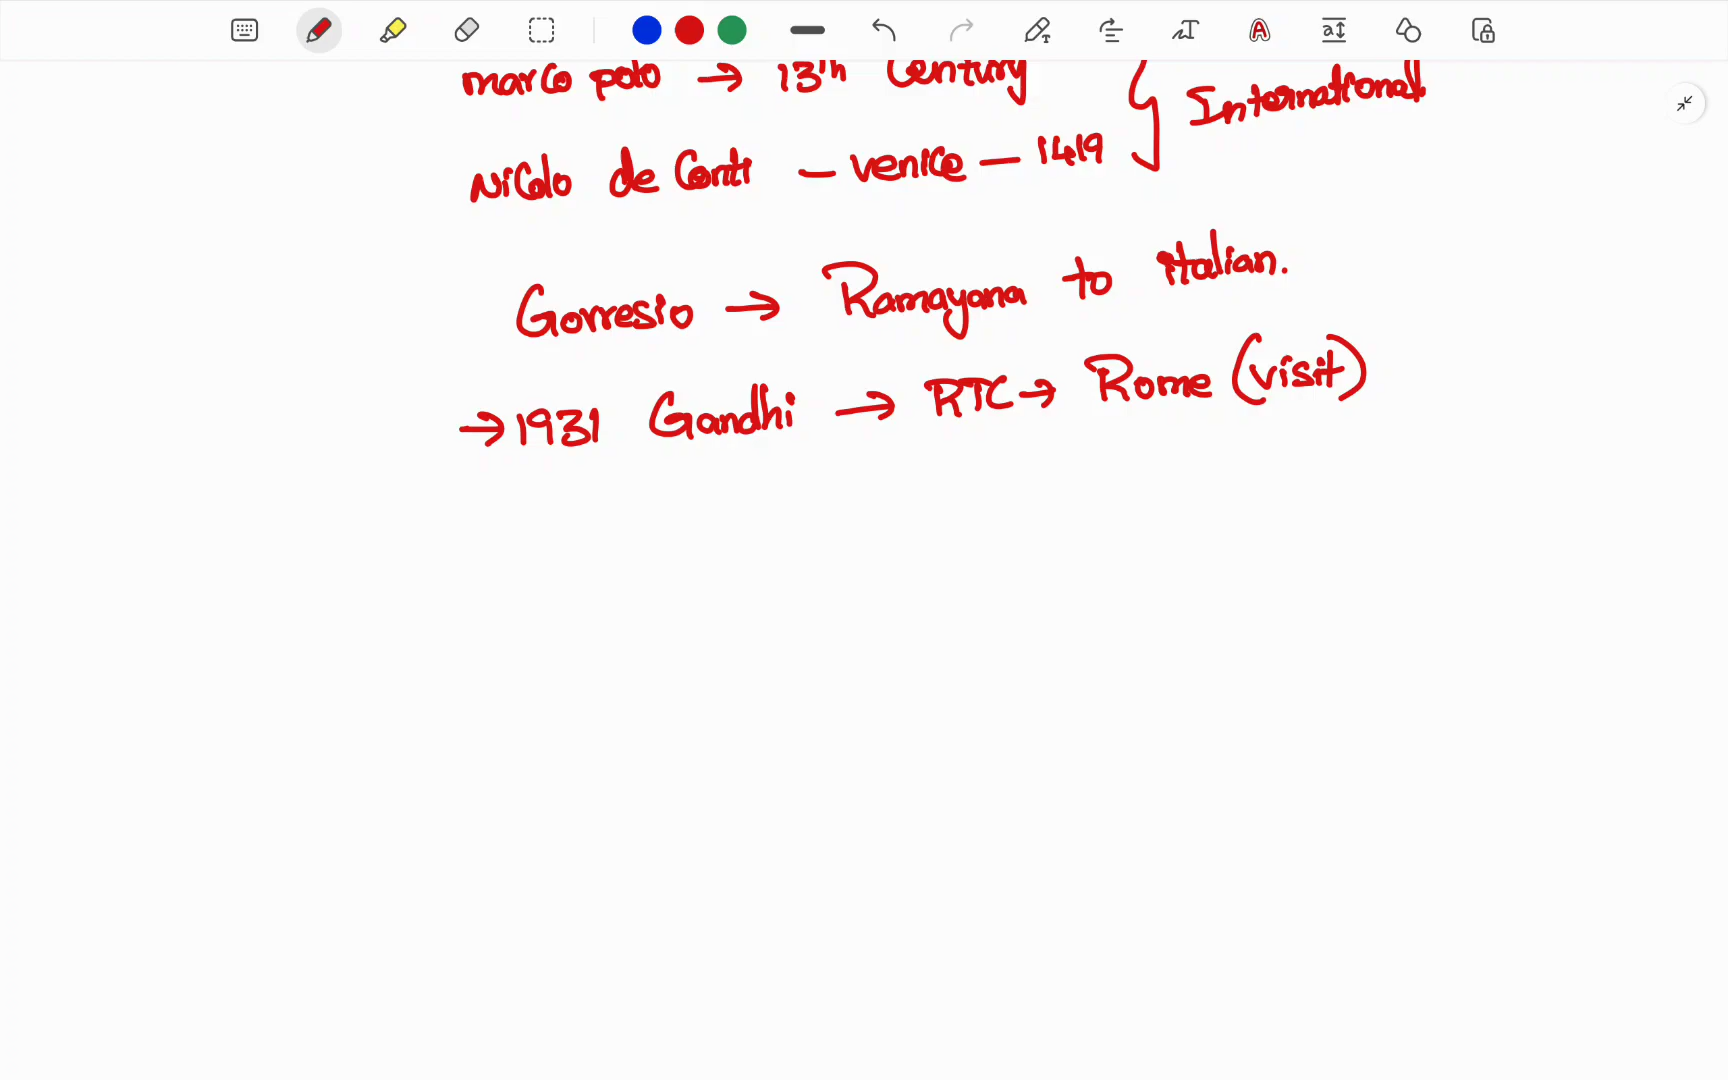 marco polo → 13th Century } International
Nicolo de Conti - venice - 1419
Gorresio → Ramayana to Italian.
→ 1931 Gandhi → RTC → Rome (visit)